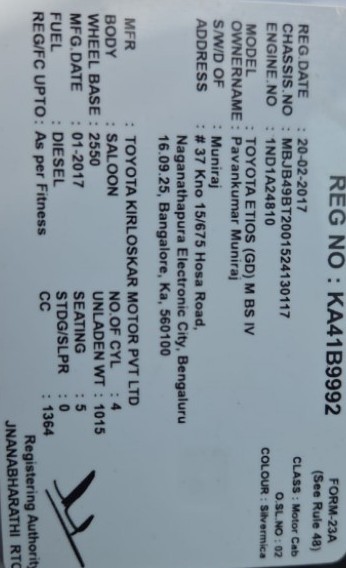 FORM-23A
(See Rule 48)
REG NO : KA41B9992
CLASS : Motor Cab
O.SL.NO : 02
COLOUR : Silvermica
REG.DATE : 20-02-2017
CHASSIS.NO : MBJB49BT2001524130117
ENGINE.NO : 1ND1A24810
MODEL : TOYOTA ETIOS (GD) M BS IV
OWNERNAME : Pavankumar Muniraj
S/W/D OF : Muniraj
ADDRESS : # 37 Kno 15/675 Hosa Road,
Naganathapura Electronic City, Bengaluru
16.09.25, Bangalore, Ka, 560100
MFR : TOYOTA KIRLOSKAR MOTOR PVT LTD
BODY : SALOON NO.OF CYL : 4
WHEEL BASE : 2550 UNLADEN WT : 1015
MFG.DATE : 01-2017 SEATING : 5
FUEL : DIESEL STDG/SLPR : 0
REG/FC UPTO : As per Fitness CC : 1364
Registering Authority
JNANABHARATHI RTO